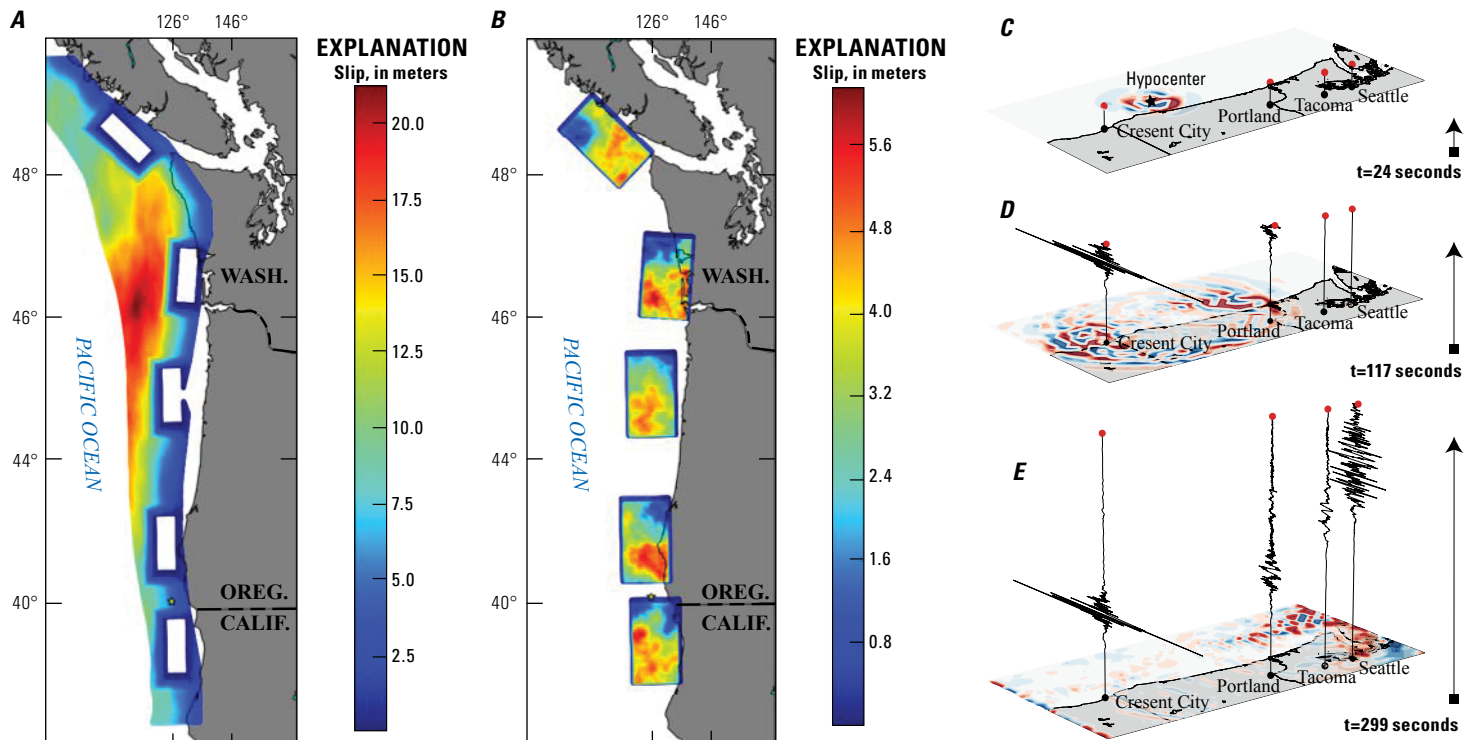 A
126° 146°
48°
46°
44°
40°
PACIFIC OCEAN
WASH.
OREG.
CALIF.
EXPLANATION
Slip, in meters
20.0
17.5
15.0
12.5
10.0
7.5
5.0
2.5
B
126° 146°
48°
46°
44°
40°
PACIFIC OCEAN
WASH.
OREG.
CALIF.
EXPLANATION
Slip, in meters
5.6
4.8
4.0
3.2
2.4
1.6
0.8
C
Hypocenter
Cresent City
Portland
Tacoma
Seattle
t=24 seconds
D
Cresent City
Portland
Tacoma
Seattle
t=117 seconds
E
Cresent City
Portland
Tacoma
Seattle
t=299 seconds